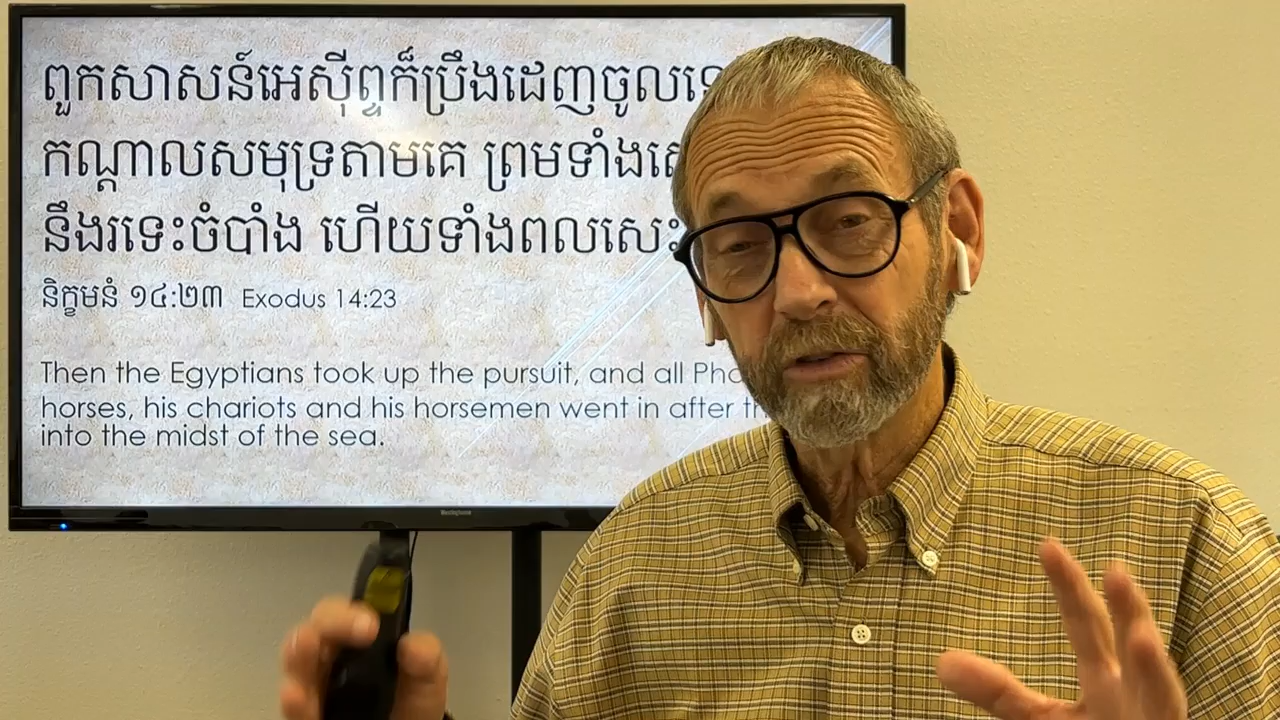 ពួកសាសន៍អេស៊ីព្ទក៏ប្រឹងដេញចូលទៅ
កណ្តាលសមុទ្រតាមគេ ព្រមទាំងសេះ
នឹងរទេះចំបាំង ហើយទាំងពលសេះ
និក្ខមនំ ១៤:២៣ Exodus 14:23
Then the Egyptians took up the pursuit, and all
horses, his chariots and his horsemen went in after
into the midst of the sea.
Westinghouse